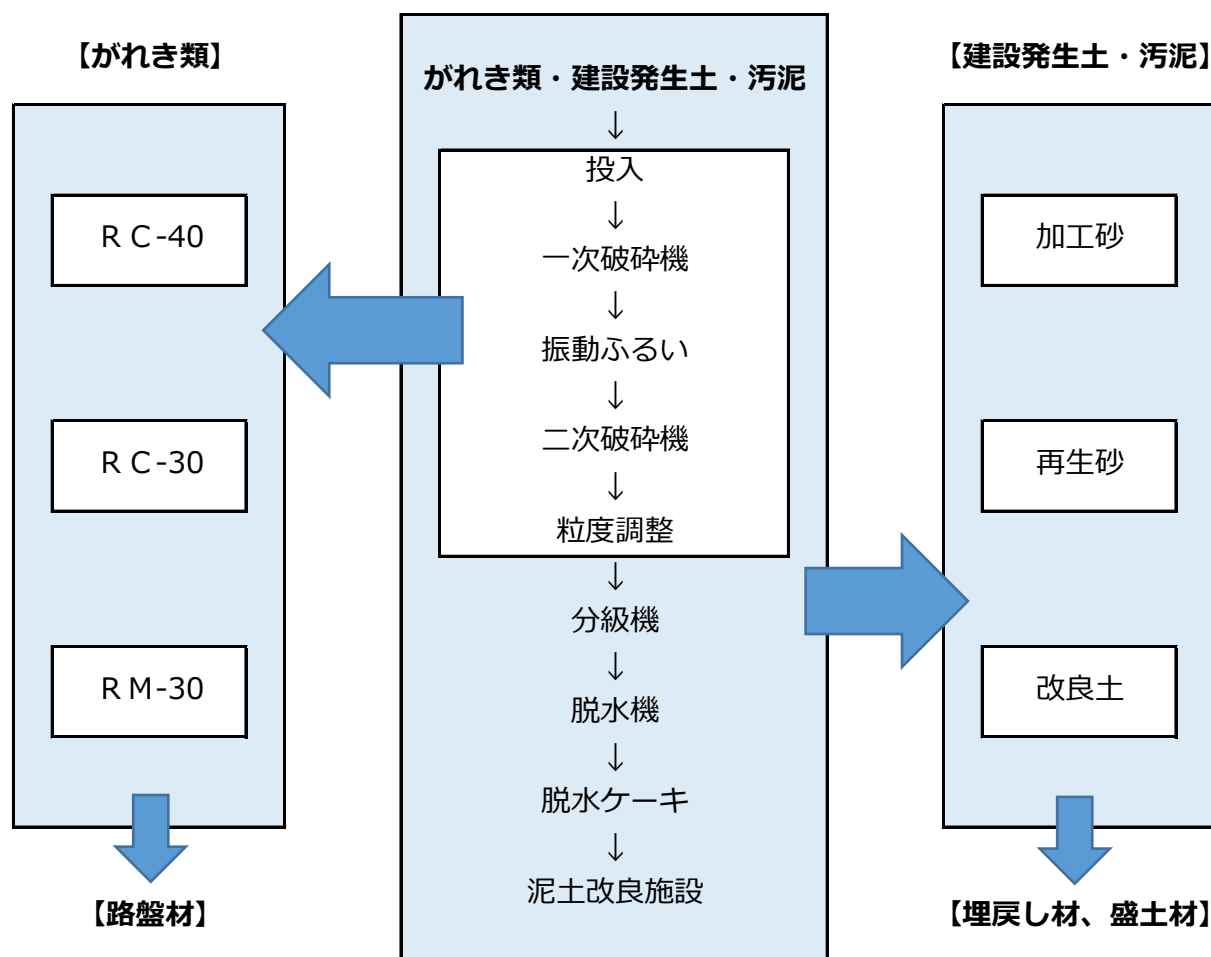 【がれき類】
ＲＣ-40
ＲＣ-30
ＲＭ-30
【路盤材】
がれき類・建設発生土・汚泥
↓
投入
↓
一次破砕機
↓
振動ふるい
↓
二次破砕機
↓
粒度調整
↓
分級機
↓
脱水機
↓
脱水ケーキ
↓
泥土改良施設
【建設発生土・汚泥】
加工砂
再生砂
改良土
【埋戻し材、盛土材】